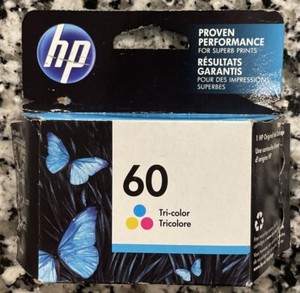 hp
PROVEN
PERFORMANCE
FOR SUPERB PRINTS
RÉSULTATS
GARANTIS
POUR DES IMPRESSIONS
SUPERBES
60
Tri-color
Tricolore